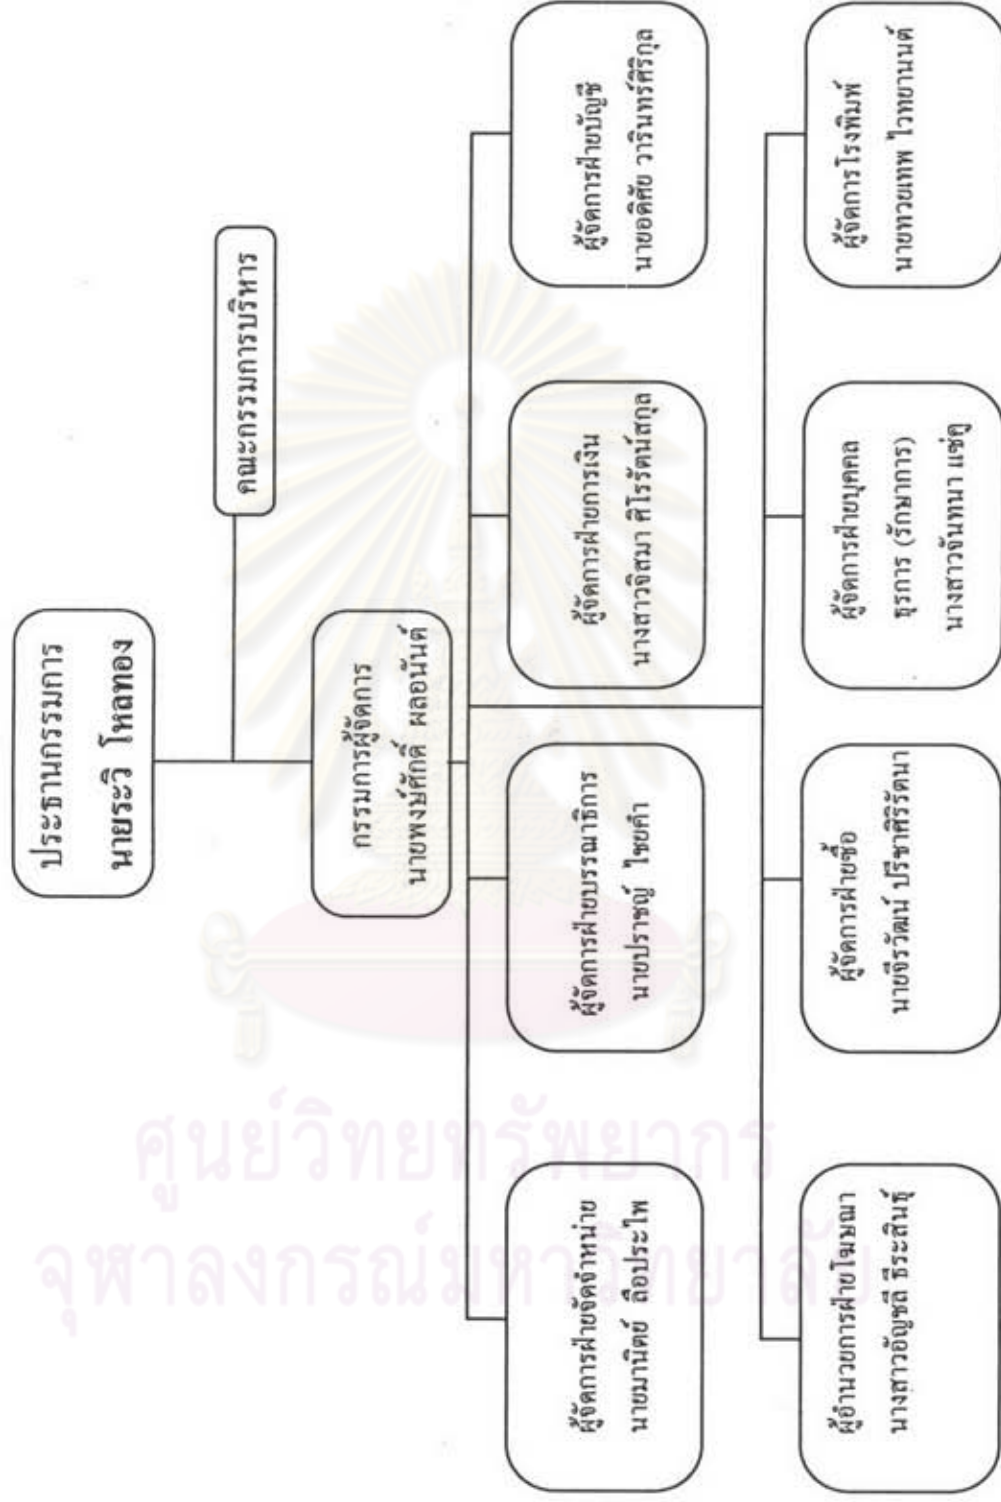 ประธานกรรมการ
นายระวิ โหลทอง
คณะกรรมการบริหาร
กรรมการผู้จัดการ
นายพงษ์ศักดิ์ ผลอนันต์
ผู้จัดการฝ่ายจัดจำหน่าย
นายมานิตย์ ลือประไพ
ผู้จัดการฝ่ายบรรณาธิการ
นายปราชญ์ ไชยคำ
ผู้จัดการฝ่ายการเงิน
นางสาวจิสมา ศิโรรัตน์สกุล
ผู้จัดการฝ่ายบัญชี
นายอดิศัย วารินทร์ศิริกุล
ผู้อำนวยการฝ่ายโฆษณา
นางสาวอัญชลี ธีระสินธุ์
ผู้จัดการฝ่ายซื้อ
นายจีรวัฒน์ ปรีชาศิริรัตนา
ผู้จัดการฝ่ายบุคคล
ธุรการ (รักษาการ)
นางสาวจันทนา แซ่คู
ผู้จัดการโรงพิมพ์
นายทวยเทพ ไวทยานนต์
ศูนย์วิทยทรัพยากร
จุฬาลงกรณ์มหาวิทยาลัย